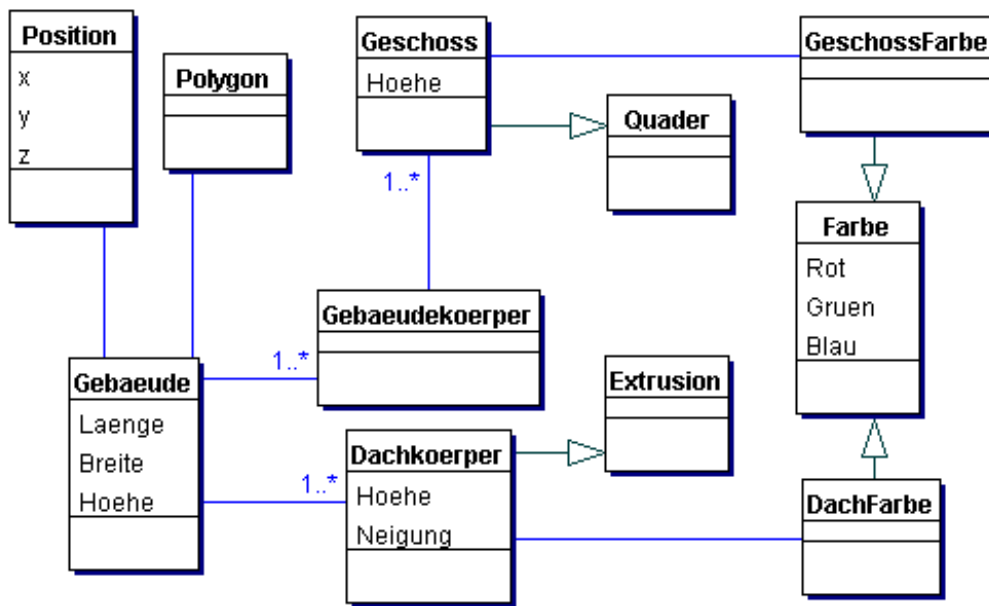 Position
x
y
z
Polygon
Geschoss
Hoehe
1..*
Quader
GeschossFarbe
Farbe
Rot
Gruen
Blau
Gebaeudekoerper
1..*
Gebaeude
Laenge
Breite
Hoehe
1..*
Dachkoerper
Hoehe
Neigung
Extrusion
DachFarbe